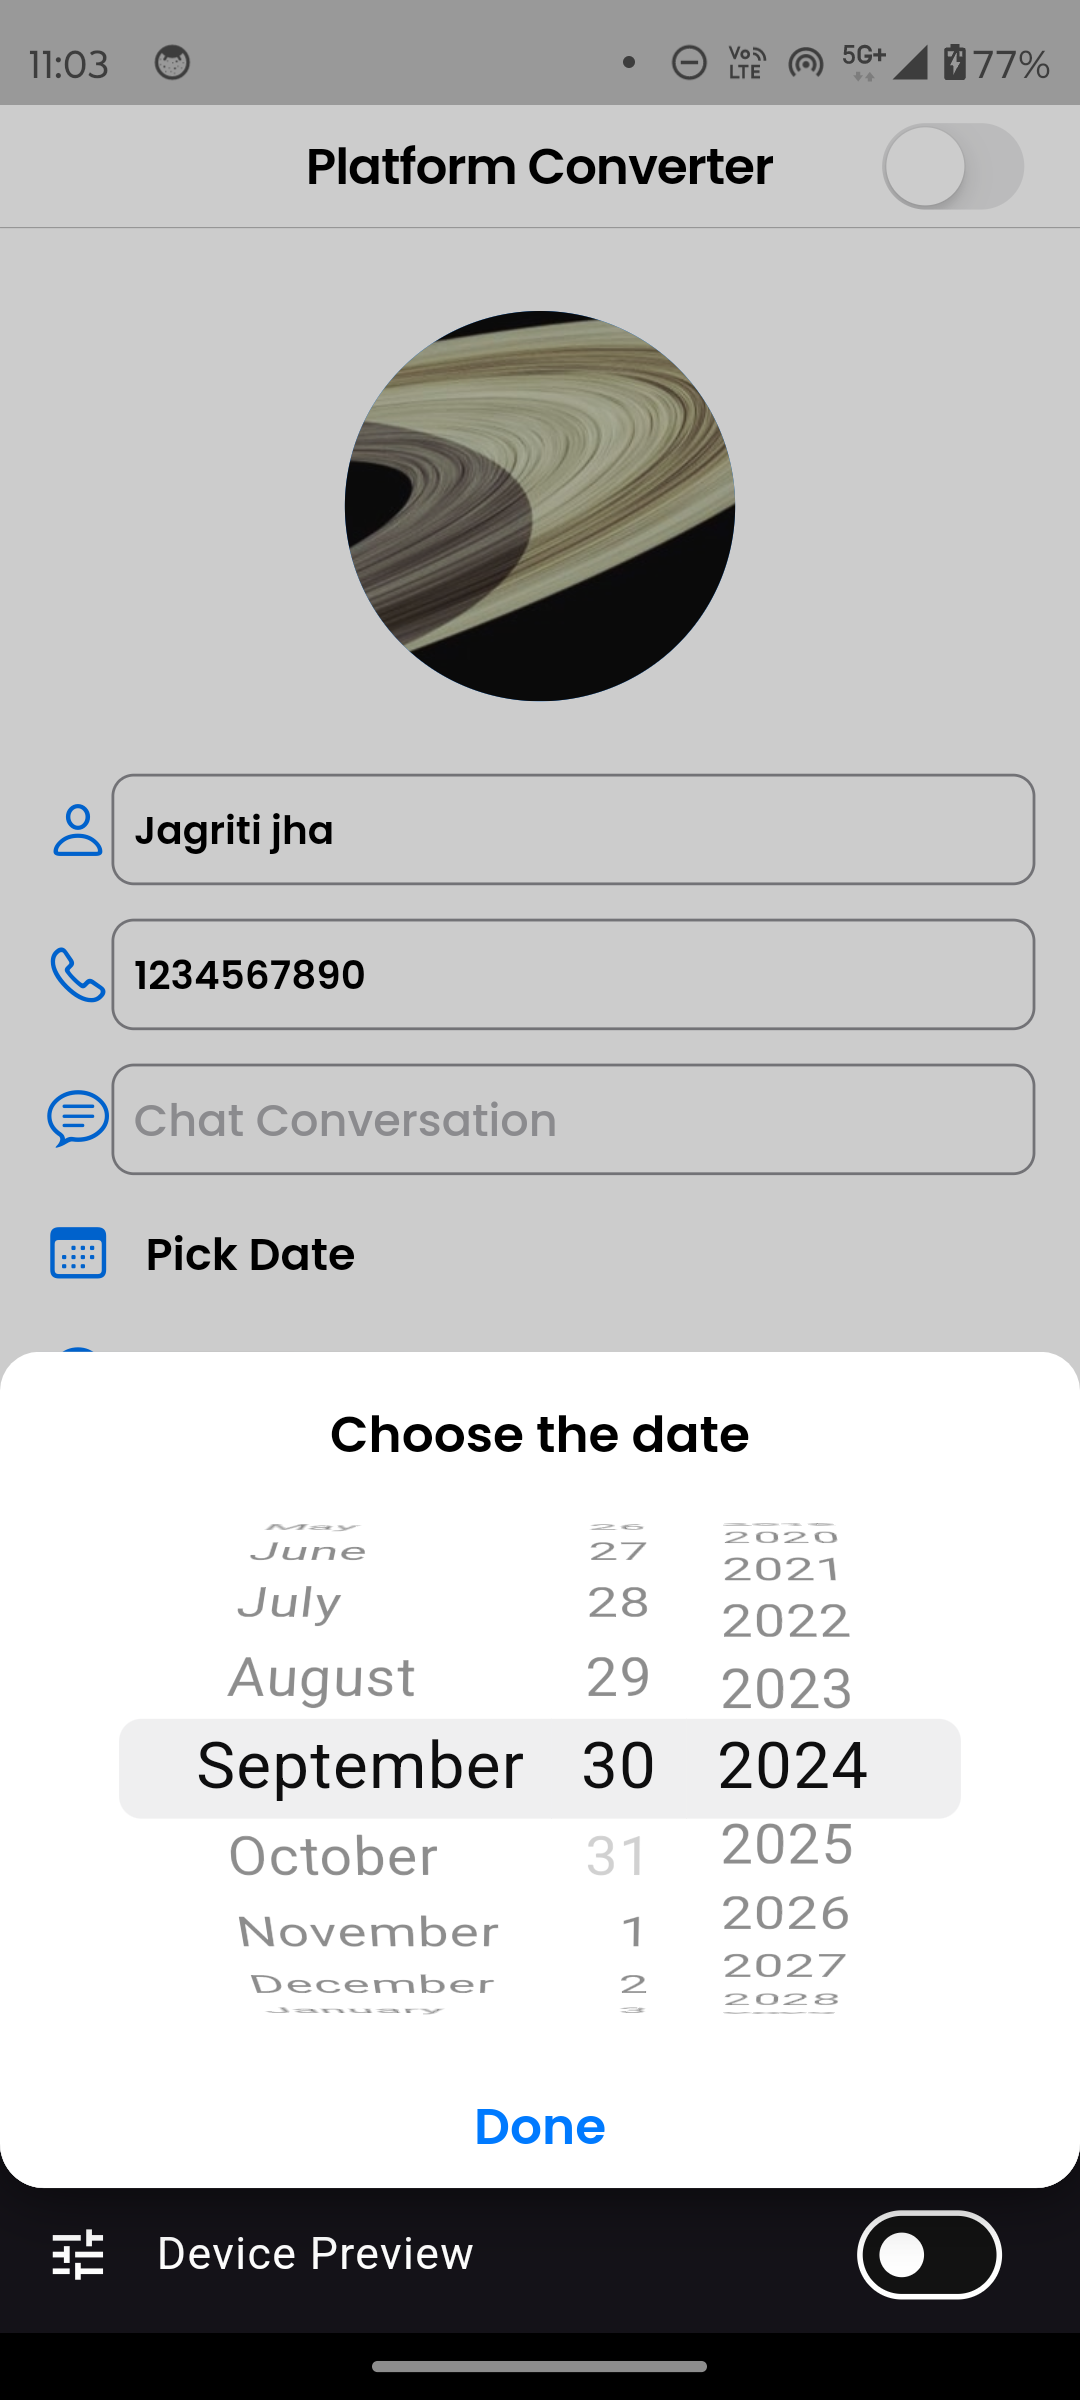 11:03 Vo LTE 5G+ 77%
Platform Converter
Jagriti jha
1234567890
Chat Conversation
Pick Date
Choose the date
May 26
June 27 2020
2021
July 28 2022
August 29 2023
September 30 2024
October 31 2025
November 1 2026
December 2 2027
January 3 2028
Done
Device Preview